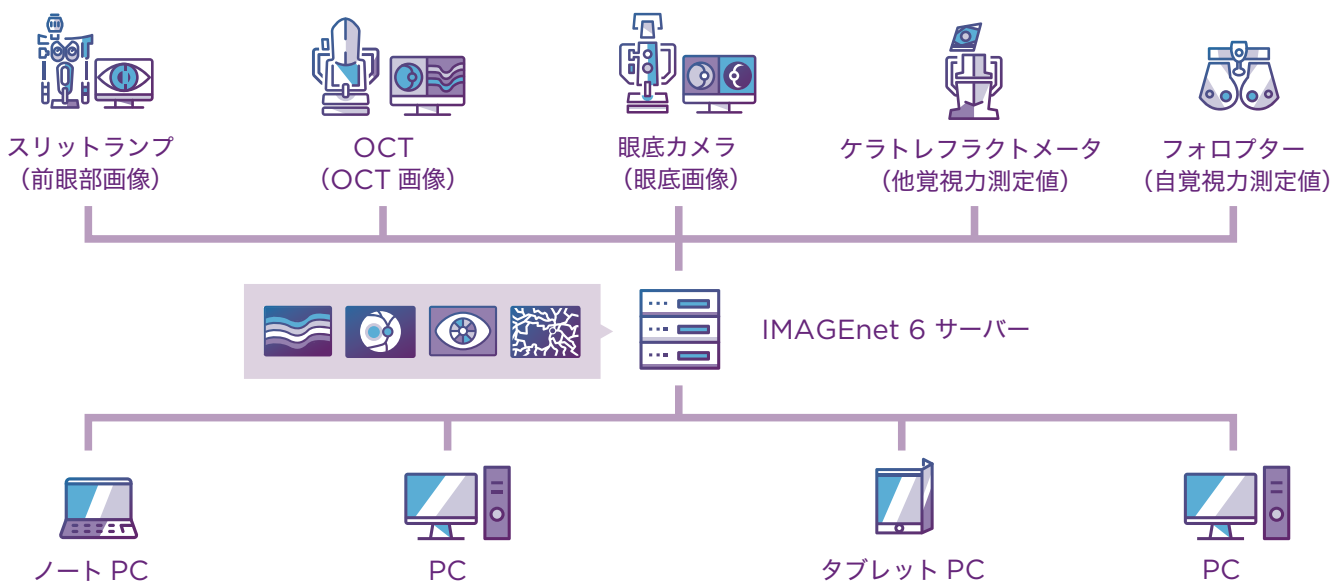 スリットランプ
（前眼部画像）
OCT
（OCT 画像）
眼底カメラ
（眼底画像）
ケラトレフラクトメータ
（他覚視力測定値）
フォロプター
（自覚視力測定値）
IMAGEnet 6 サーバー
ノート PC
PC
タブレット PC
PC